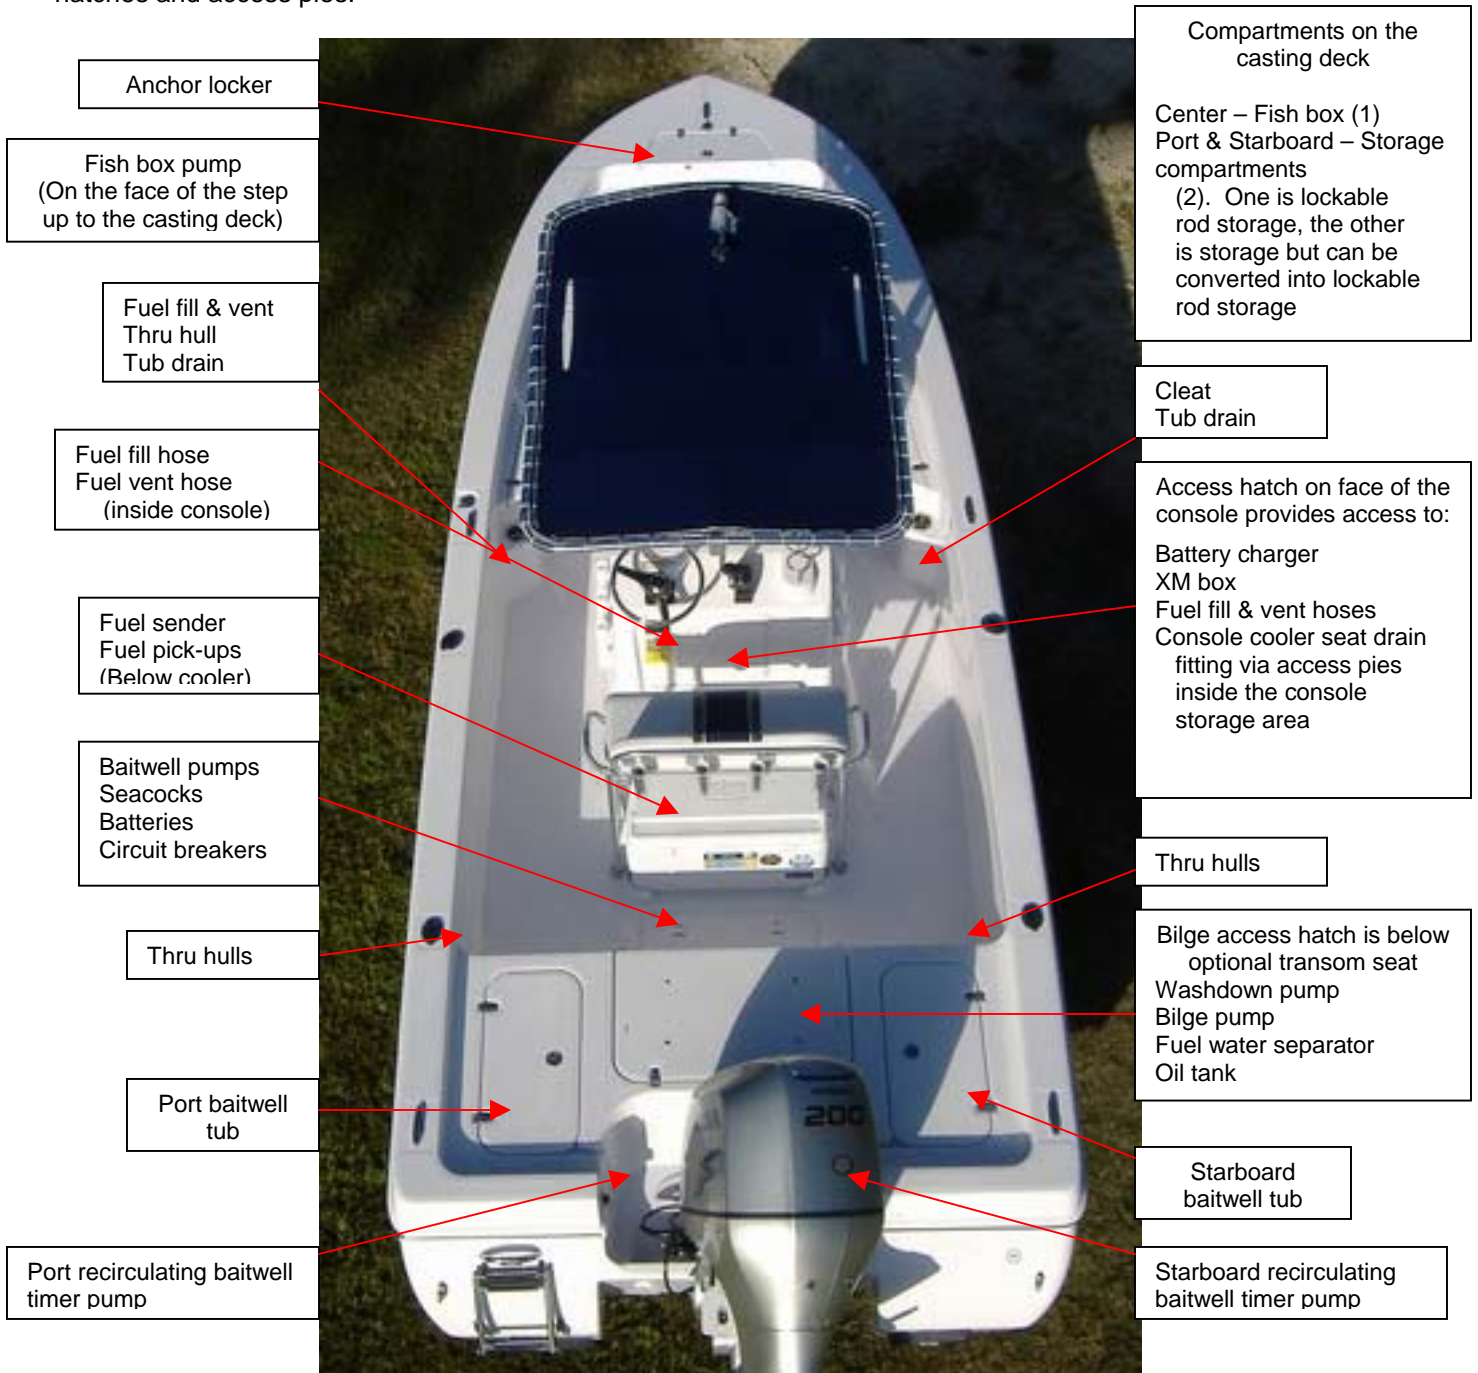 hatches and access pies.
Anchor locker
Fish box pump
(On the face of the step
up to the casting deck)
Fuel fill & vent
Thru hull
Tub drain
Fuel fill hose
Fuel vent hose
(inside console)
Fuel sender
Fuel pick-ups
(Below cooler)
Baitwell pumps
Seacocks
Batteries
Circuit breakers
Thru hulls
Port baitwell
tub
Port recirculating baitwell
timer pump
Compartments on the
casting deck
Center – Fish box (1)
Port & Starboard – Storage
compartments
(2).  One is lockable
rod storage, the other
is storage but can be
converted into lockable
rod storage
Cleat
Tub drain
Access hatch on face of the
console provides access to:
Battery charger
XM box
Fuel fill & vent hoses
Console cooler seat drain
fitting via access pies
inside the console
storage area
Thru hulls
Bilge access hatch is below
optional transom seat
Washdown pump
Bilge pump
Fuel water separator
Oil tank
Starboard
baitwell tub
Starboard recirculating
baitwell timer pump
200